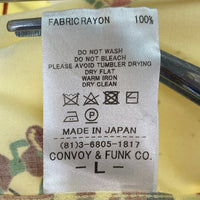 FABRIC RAYON 100%
DO NOT WASH
DO NOT BLEACH
PLEASE AVOID TUMBLER DRYING
DRY FLAT
WARM IRON
DRY CLEAN
P
MADE IN JAPAN
(81)3-6805-1817
CONVOY & FUNK CO.
- L -